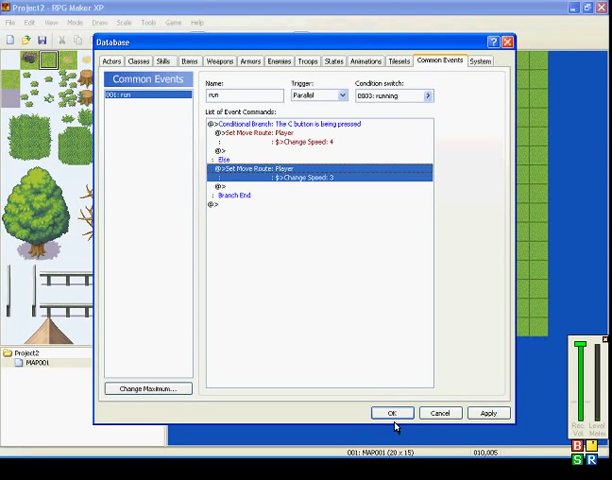 Project2 - RPG Maker XP
File Edit View Mode Draw Scale Tools Game Help
Database
Actors Classes Skills Items Weapons Armors Enemies Troops States Animations Tilesets Common Events System
Common Events
001: run
Name:
run
Trigger:
Parallel
Condition switch:
List of Event Commands:
@>Conditional Branch: The C button is being pressed
@>Set Move Route: Player
: : $>Change Speed: 4
@>
: Else
@>Set Move Route: Player
: : $>Change Speed: 3
@>
: Branch End
@>
Change Maximum...
OK
Cancel
Apply
Project2
MAP001
Rec. Vol.
Level Meter
B
S R
001: MAP001 (20 x 15)
010,005